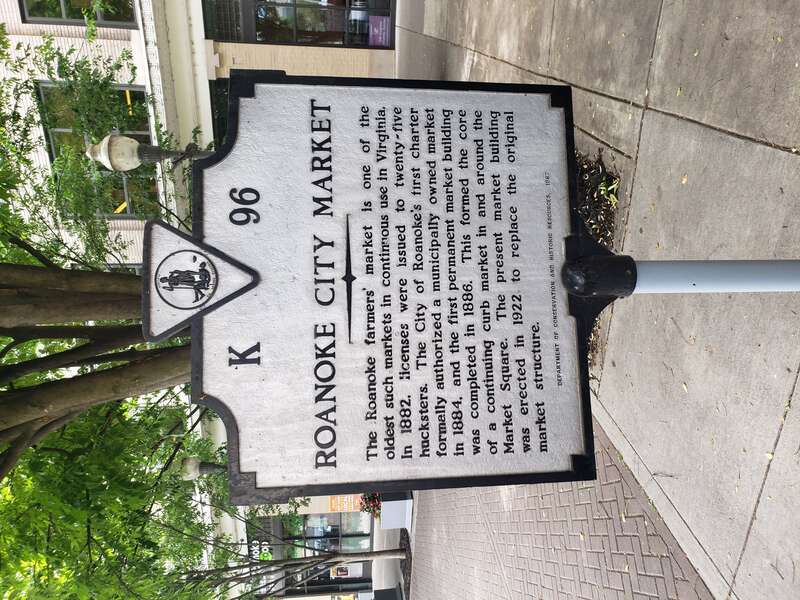 K 96
ROANOKE CITY MARKET
The Roanoke farmers' market is one of the
oldest such markets in continuous use in Virginia.
In 1882, licenses were issued to twenty-five
hucksters. The City of Roanoke's first charter
formally authorized a municipally owned market
in 1884, and the first permanent market building
was completed in 1886. This formed the core
of a continuing curb market in and around the
Market Square. The present market building
was erected in 1922 to replace the original
market structure.
DEPARTMENT OF CONSERVATION AND HISTORIC RESOURCES, 1987